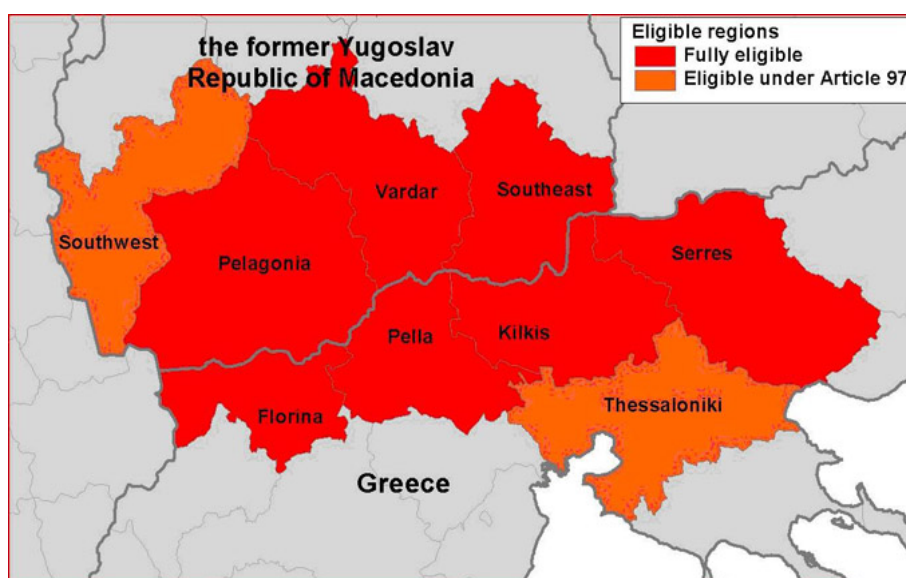 the former Yugoslav
Republic of Macedonia
Eligible regions
Fully eligible
Eligible under Article 97
Vardar
Southeast
Southwest
Pelagonia
Serres
Pella
Kilkis
Florina
Thessaloniki
Greece